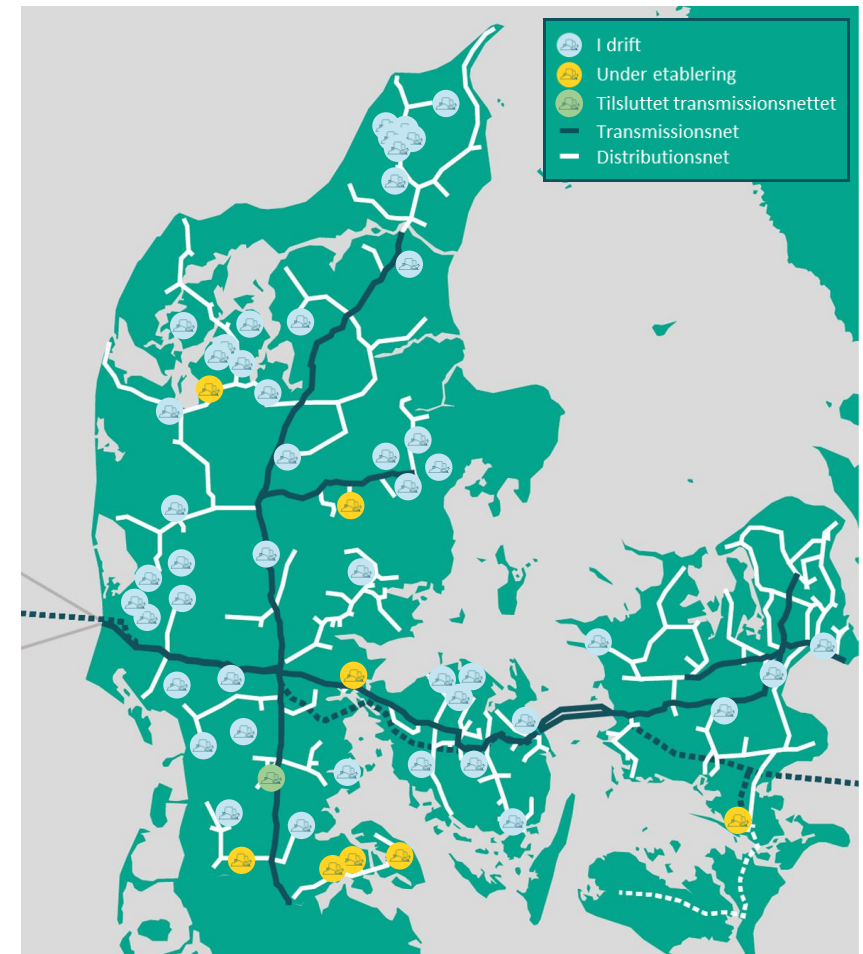 I drift
Under etablering
Tilsluttet transmissionsnettet
Transmissionsnet
Distributionsnet